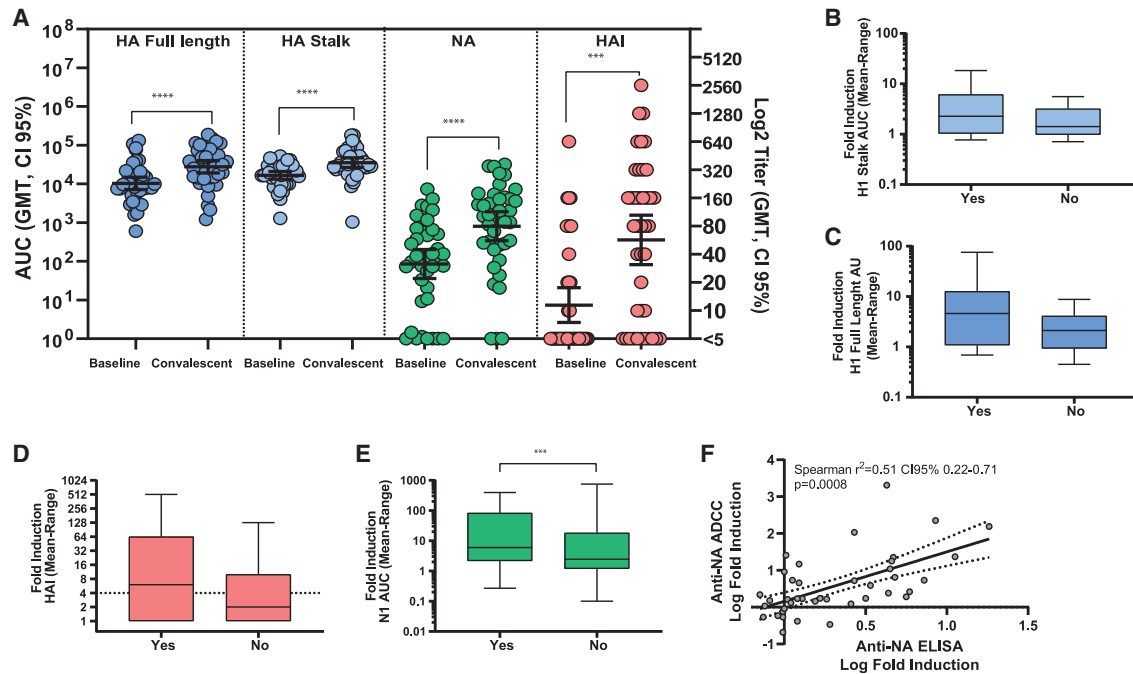 A
HA Full length
HA Stalk
NA
HAI
AUC (GMT, CI 95%)
10^8
10^7
10^6
10^5
10^4
10^3
10^2
10^1
10^0
****
****
****
***
5120
2560
1280
640
320
160
80
40
20
10
<5
Log2 Titer (GMT, CI 95%)
Baseline Convalescent Baseline Convalescent Baseline Convalescent Baseline Convalescent
B
Fold Induction
H1 Stalk AUC (Mean-Range)
100
10
1
0.1
Yes No
C
Fold Induction
H1 Full Lenght AU
(Mean-Range)
100
10
1
0.1
Yes No
D
Fold Induction
HAI (Mean-Range)
1024
512
256
128
64
32
16
8
4
2
1
Yes No
E
***
Fold Induction
N1 AUC (Mean-Range)
1000
100
10
1
0.1
0.01
Yes No
F
Spearman r²=0.51 CI95% 0.22-0.71
p=0.0008
Anti-NA ADCC
Log Fold Induction
4
3
2
1
-1
0.5 1.0 1.5
Anti-NA ELISA
Log Fold Induction